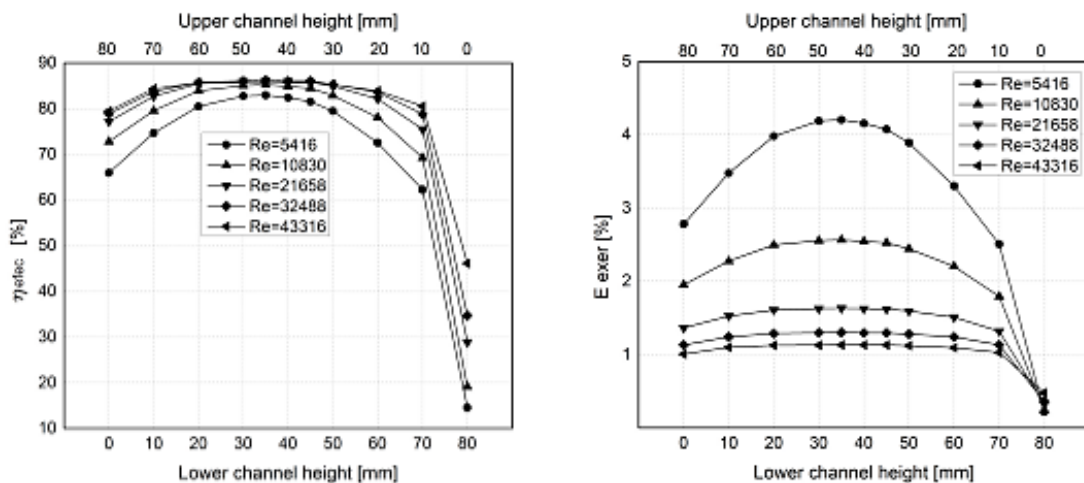 Upper channel height [mm]
80 70 60 50 40 30 20 10 0
90
80
70
60
50
40
30
20
10
ηefec [%]
Re=5416
Re=10830
Re=21658
Re=32488
Re=43316
0 10 20 30 40 50 60 70 80
Lower channel height [mm]
Upper channel height [mm]
80 70 60 50 40 30 20 10 0
5
4
3
2
1
E exer [%]
Re=5416
Re=10830
Re=21658
Re=32488
Re=43316
0 10 20 30 40 50 60 70 80
Lower channel height [mm]